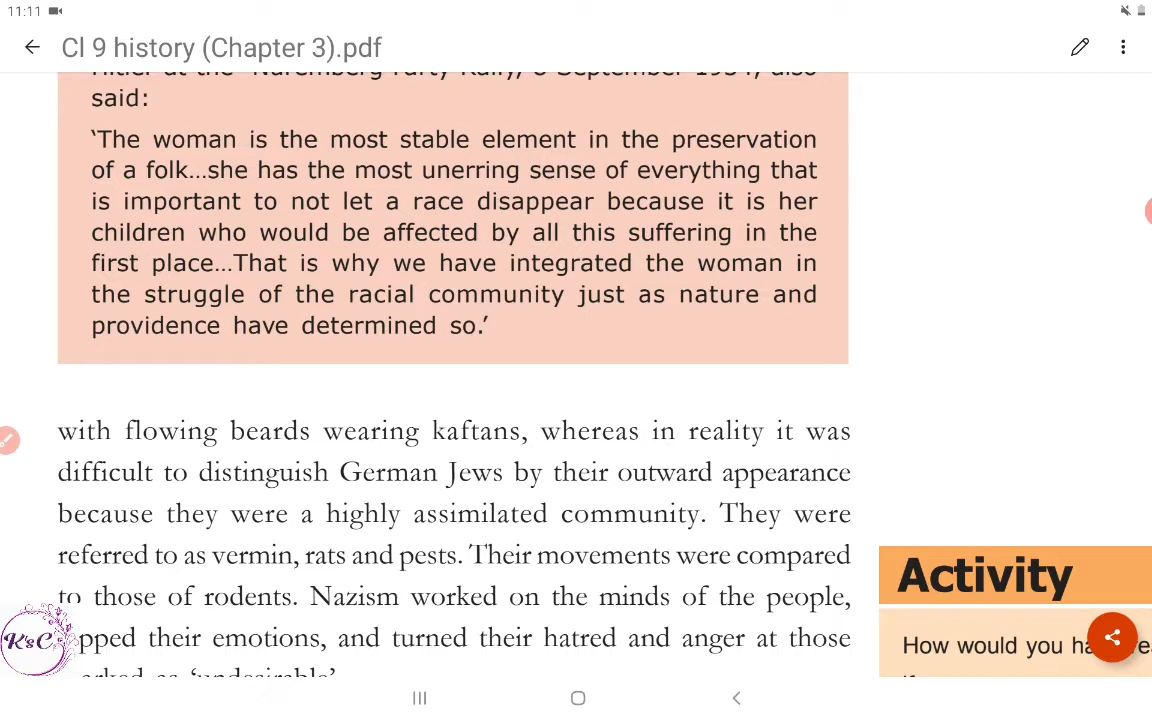 11:11
Cl 9 history (Chapter 3).pdf
said:
‘The woman is the most stable element in the preservation
of a folk...she has the most unerring sense of everything that
is important to not let a race disappear because it is her
children who would be affected by all this suffering in the
first place...That is why we have integrated the woman in
the struggle of the racial community just as nature and
providence have determined so.’
with flowing beards wearing kaftans, whereas in reality it was
difficult to distinguish German Jews by their outward appearance
because they were a highly assimilated community. They were
referred to as vermin, rats and pests. Their movements were compared
to those of rodents. Nazism worked on the minds of the people,
pped their emotions, and turned their hatred and anger at those
‘undesirable’
Activity
How would you
K's C